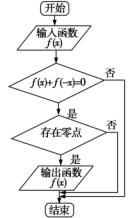 开始
输入函数
f(x)
f(x)+f(-x)=0
否
是
存在零点
否
是
输出函数
f(x)
结束